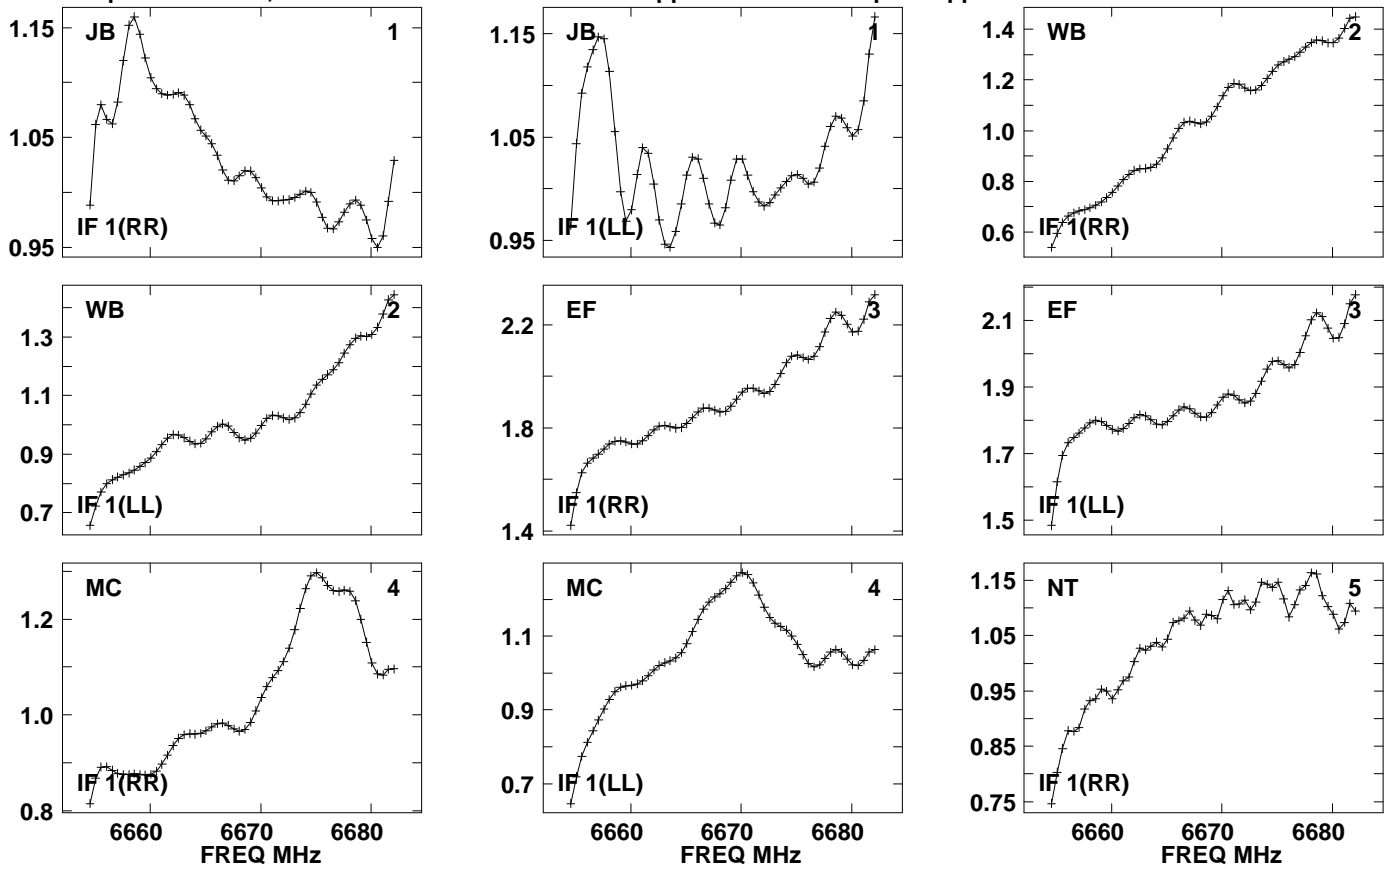 JB 1
1.15
1.05
0.95
IF 1(RR)
JB 1
1.15
1.05
0.95
IF 1(LL)
WB 2
1.4
1.2
1.0
0.8
0.6
IF 1(RR)
WB 2
1.3
1.1
0.9
0.7
IF 1(LL)
EF 3
2.2
1.8
1.4
IF 1(RR)
EF 3
2.1
1.9
1.7
1.5
IF 1(LL)
MC 4
1.2
1.0
0.8
IF 1(RR)
6660 6670 6680
FREQ MHz
MC 4
1.1
0.9
0.7
IF 1(LL)
6660 6670 6680
NT 5
1.15
1.05
0.95
0.85
0.75
IF 1(RR)
6660 6670 6680
FREQ MHz